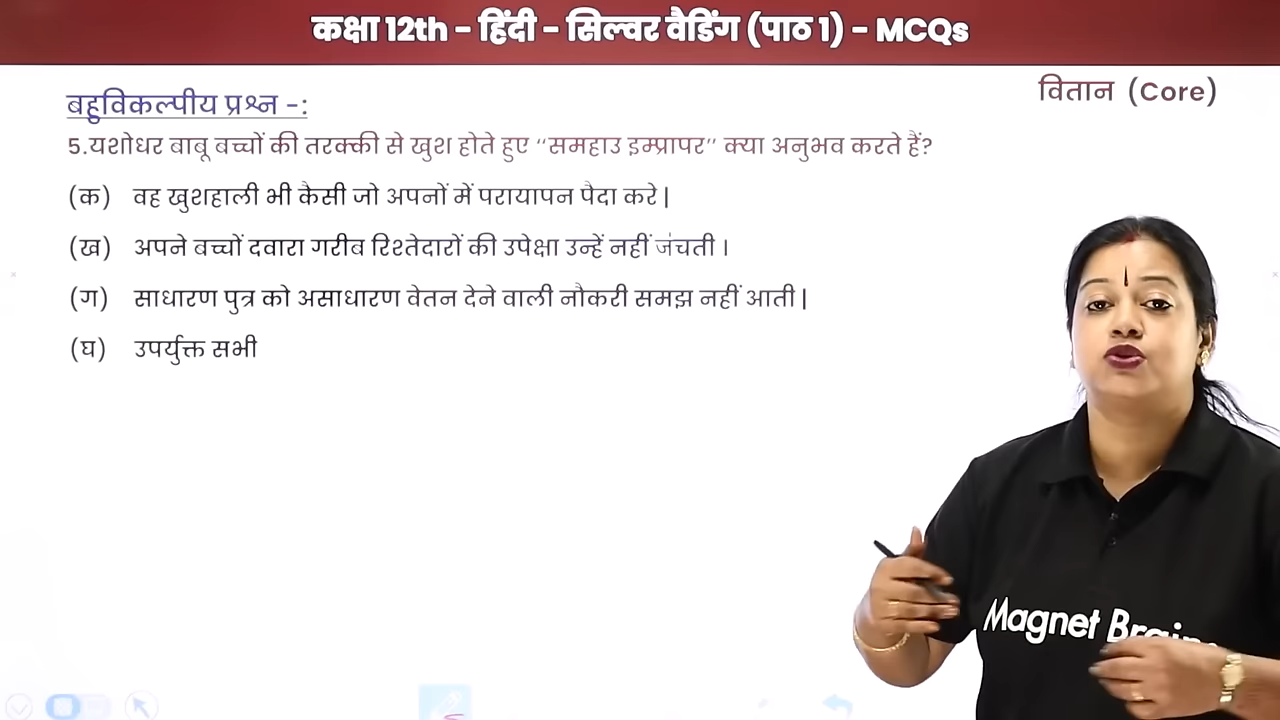 कक्षा 12th - हिंदी - सिल्वर वैडिंग (पाठ 1) - MCQs
वितान (Core)
बहुविकल्पीय प्रश्न -:
5.यशोधर बाबू बच्चों की तरक्की से खुश होते हुए “समहाउ इम्प्रापर” क्या अनुभव करते हैं?
(क) वह खुशहाली भी कैसी जो अपनों में परायापन पैदा करे |
(ख) अपने बच्चों दवारा गरीब रिश्तेदारों की उपेक्षा उन्हें नहीं जंचती ।
(ग) साधारण पुत्र को असाधारण वेतन देने वाली नौकरी समझ नहीं आती |
(घ) उपर्युक्त सभी
Magnet